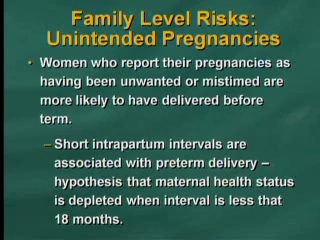 Family Level Risks:
Unintended Pregnancies
• Women who report their pregnancies as
having been unwanted or mistimed are
more likely to have delivered before
term.
– Short intrapartum intervals are
associated with preterm delivery –
hypothesis that maternal health status
is depleted when interval is less that
18 months.